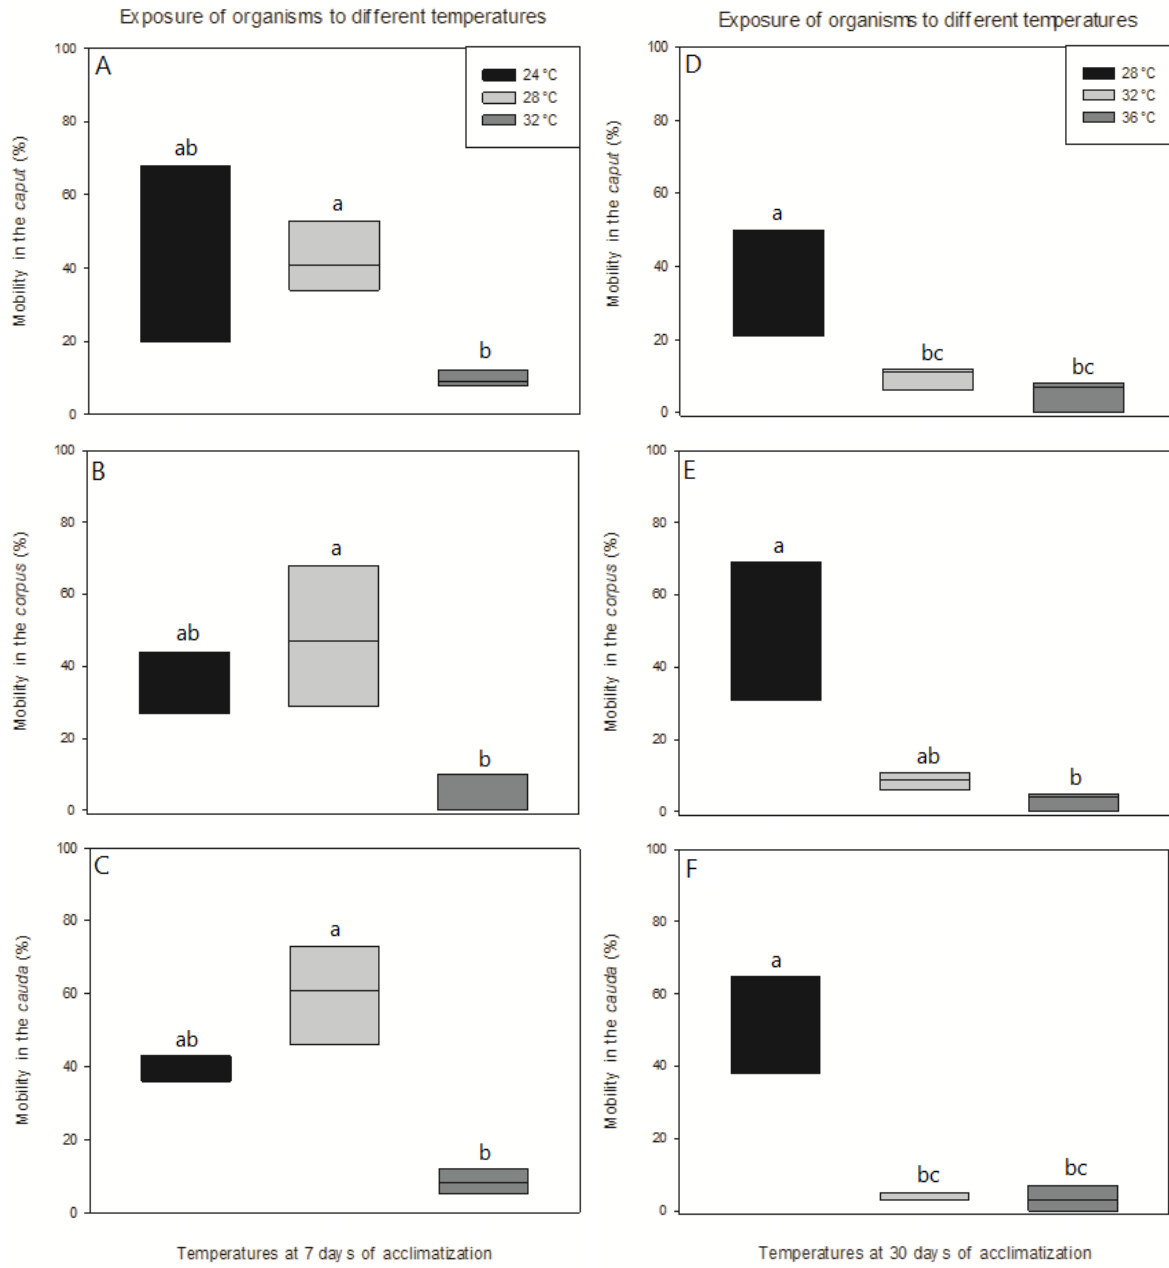 Exposure of organisms to different temperatures
A
24 °C
28 °C
32 °C
100
80
60
40
20
0
Mobility in the caput (%)
ab
a
b
Exposure of organisms to different temperatures
D
28 °C
32 °C
36 °C
100
80
60
40
20
0
Mobility in the caput (%)
a
bc
bc
B
100
80
60
40
20
0
Mobility in the corpus (%)
ab
a
b
E
100
80
60
40
20
0
Mobility in the corpus (%)
a
ab
b
C
100
80
60
40
20
0
Mobility in the cauda (%)
ab
a
b
Temperatures at 7 days of acclimatization
F
100
80
60
40
20
0
Mobility in the cauda (%)
a
bc
bc
Temperatures at 30 days of acclimatization